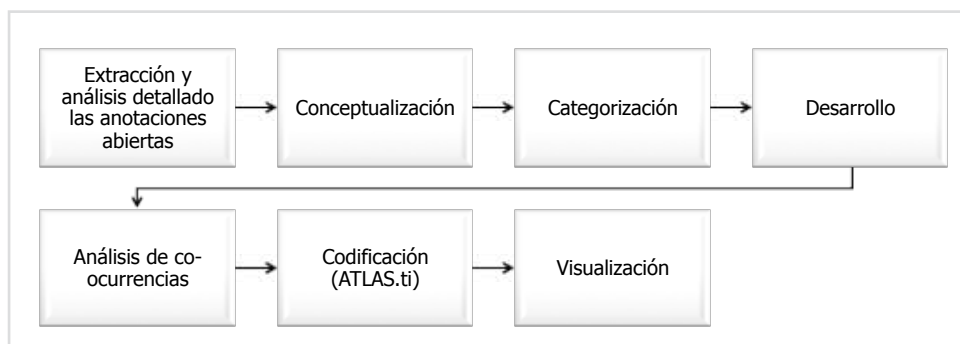 Extracción y
análisis detallado
las anotaciones
abiertas
Conceptualización
Categorización
Desarrollo
Análisis de co-
ocurrencias
Codificación
(ATLAS.ti)
Visualización